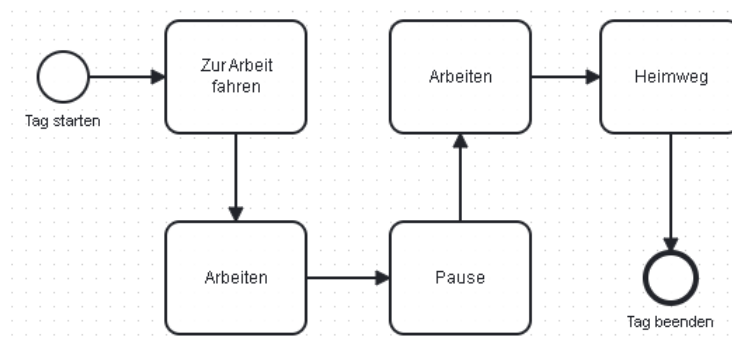 Tag starten
Zur Arbeit
fahren
Arbeiten
Pause
Arbeiten
Heimweg
Tag beenden